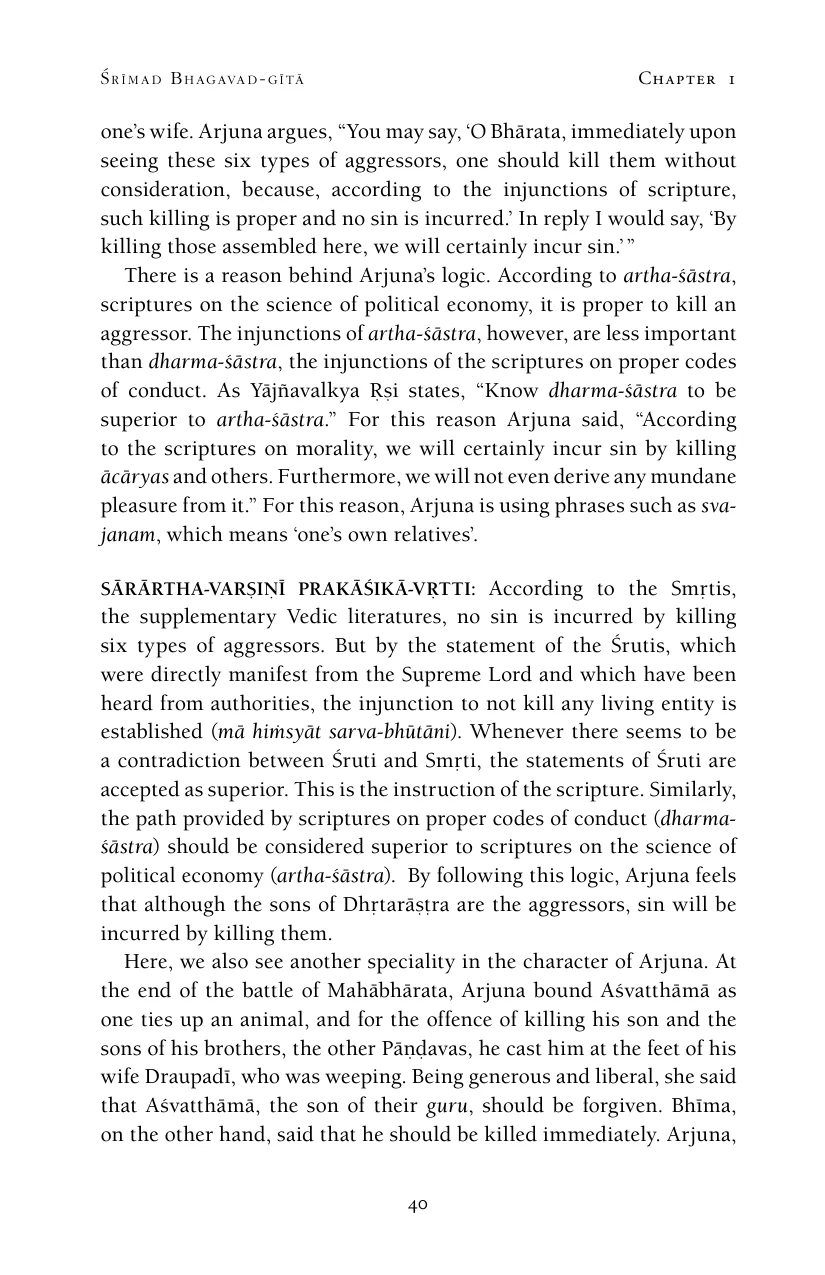 Śrīmad Bhagavad-gītā Chapter 1
one’s wife. Arjuna argues, “You may say, ‘O Bhārata, immediately upon
seeing these six types of aggressors, one should kill them without
consideration, because, according to the injunctions of scripture,
such killing is proper and no sin is incurred.’ In reply I would say, ‘By
killing those assembled here, we will certainly incur sin.’ ”
There is a reason behind Arjuna’s logic. According to artha-śāstra,
scriptures on the science of political economy, it is proper to kill an
aggressor. The injunctions of artha-śāstra, however, are less important
than dharma-śāstra, the injunctions of the scriptures on proper codes
of conduct. As Yājñavalkya Ṛṣi states, “Know dharma-śāstra to be
superior to artha-śāstra.” For this reason Arjuna said, “According
to the scriptures on morality, we will certainly incur sin by killing
ācāryas and others. Furthermore, we will not even derive any mundane
pleasure from it.” For this reason, Arjuna is using phrases such as sva-
janam, which means ‘one’s own relatives’.
SĀRĀRTHA-VARṢIṆĪ PRAKĀŚIKĀ-VṚTTI: According to the Smṛtis,
the supplementary Vedic literatures, no sin is incurred by killing
six types of aggressors. But by the statement of the Śrutis, which
were directly manifest from the Supreme Lord and which have been
heard from authorities, the injunction to not kill any living entity is
established (mā hiṁsyāt sarva-bhūtāni). Whenever there seems to be
a contradiction between Śruti and Smṛti, the statements of Śruti are
accepted as superior. This is the instruction of the scripture. Similarly,
the path provided by scriptures on proper codes of conduct (dharma-
śāstra) should be considered superior to scriptures on the science of
political economy (artha-śāstra). By following this logic, Arjuna feels
that although the sons of Dhṛtarāṣṭra are the aggressors, sin will be
incurred by killing them.
Here, we also see another speciality in the character of Arjuna. At
the end of the battle of Mahābhārata, Arjuna bound Aśvatthāmā as
one ties up an animal, and for the offence of killing his son and the
sons of his brothers, the other Pāṇḍavas, he cast him at the feet of his
wife Draupadī, who was weeping. Being generous and liberal, she said
that Aśvatthāmā, the son of their guru, should be forgiven. Bhīma,
on the other hand, said that he should be killed immediately. Arjuna,
40